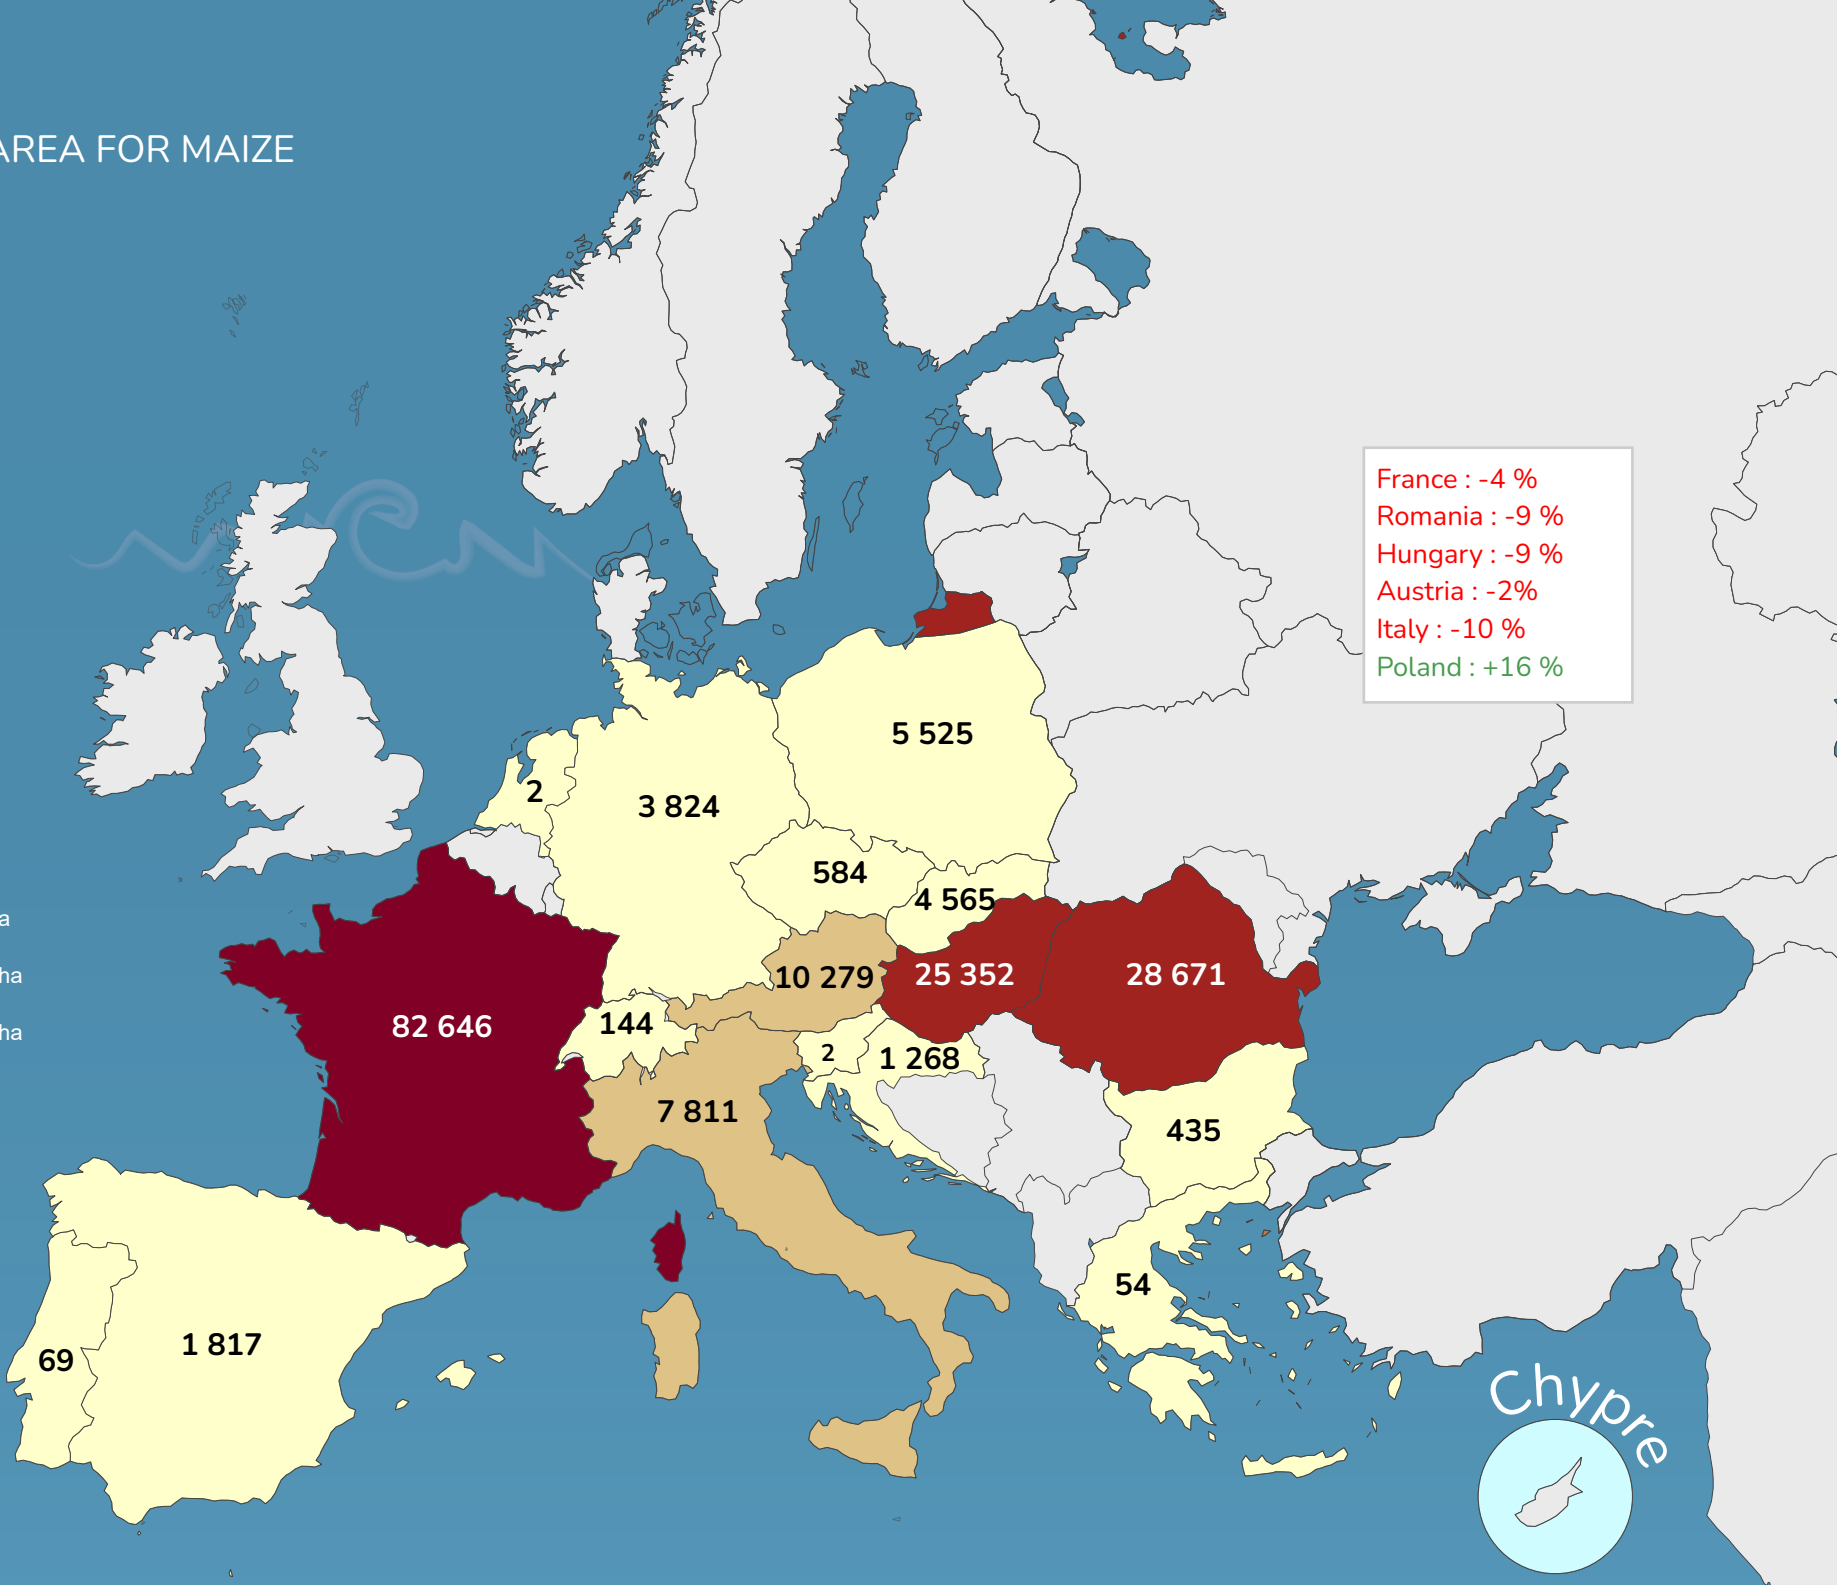 AREA FOR MAIZE
France : -4 %
Romania : -9 %
Hungary : -9 %
Austria : -2%
Italy : -10 %
Poland : +16 %
5 525
2
3 824
584
4 565
a
ha
ha
10 279
25 352
28 671
82 646
144
2
1 268
7 811
435
54
69
1 817
Chypre